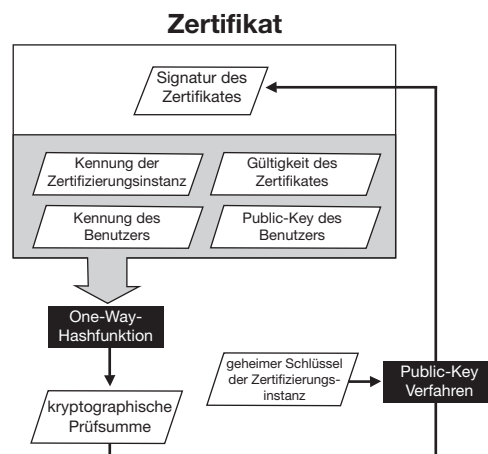 Zertifikat
Signatur des
Zertifikates
Kennung der
Zertifizierungsinstanz
Gültigkeit des
Zertifikates
Kennung des
Benutzers
Public-Key des
Benutzers
One-Way-
Hashfunktion
geheimer Schlüssel
der Zertifizierungs-
instanz
Public-Key
Verfahren
kryptographische
Prüfsumme